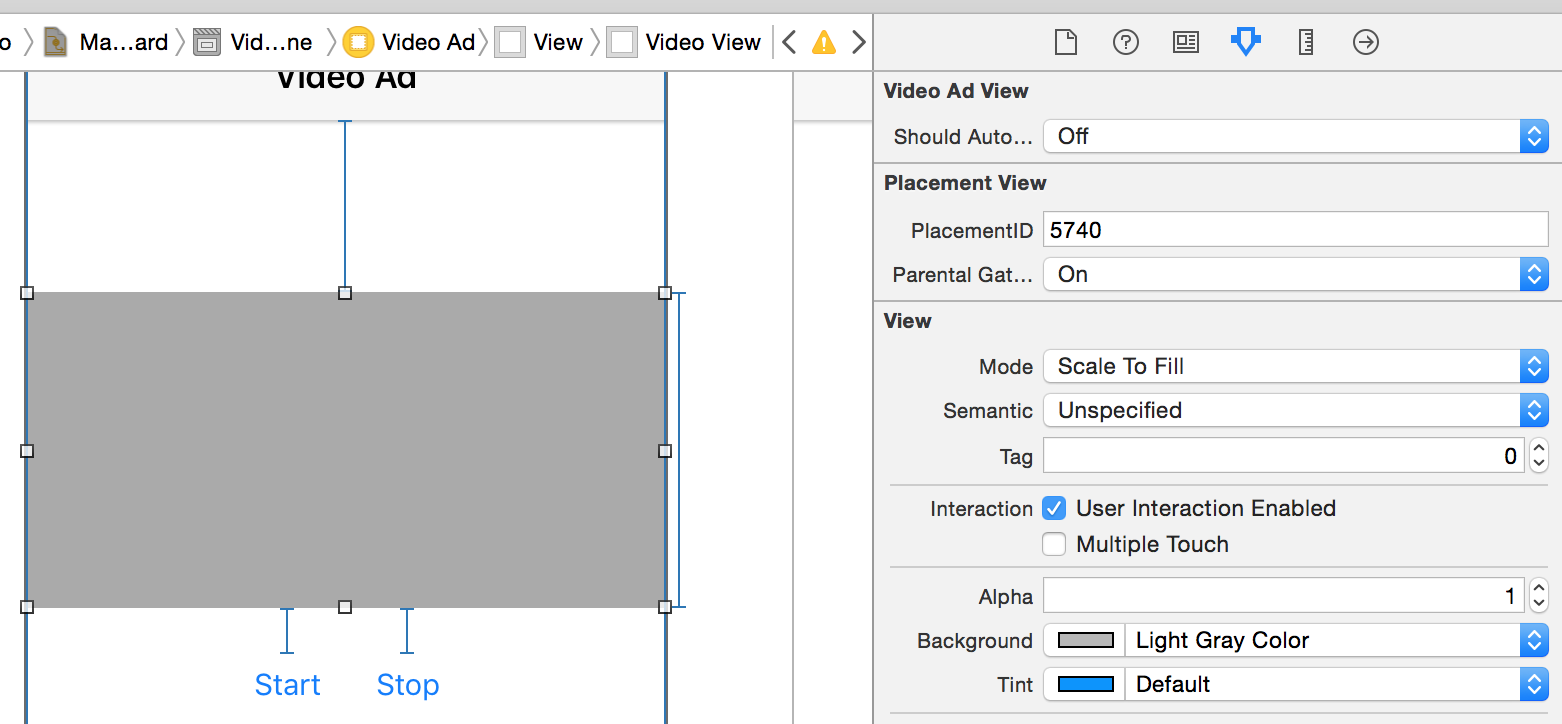 o Ma...ard Vid...ne Video Ad View Video View
Video Ad
Start Stop
Video Ad View
Should Auto... Off
Placement View
PlacementID 5740
Parental Gat... On
View
Mode Scale To Fill
Semantic Unspecified
Tag 0
Interaction User Interaction Enabled
Multiple Touch
Alpha 1
Background Light Gray Color
Tint Default